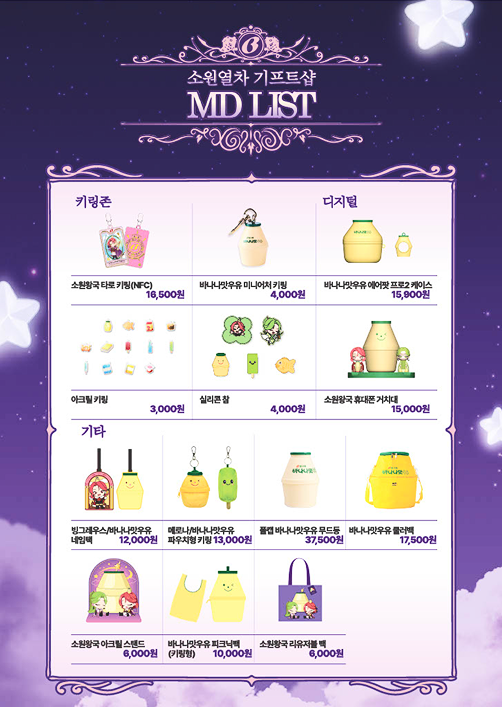 소원열차 기프트샵
MD LIST
키링존
디지털
소원왕국 타로 키링(NFC)
16,500원
바나나맛우유 미니어처 키링
4,000원
바나나맛우유 에어팟 프로2 케이스
15,900원
아크릴 키링
3,000원
실리콘 참
4,000원
소원왕국 휴대폰 거치대
15,000원
기타
빙그레우스/바나나맛우유
네임택 12,000원
메로나/바나나맛우유
파우치형 키링 13,000원
폴랩 바나나맛우유 무드등
37,500원
바나나맛우유 쿨러백
17,500원
소원왕국 아크릴 스탠드
6,000원
바나나맛우유 피크닉백
(키링형) 10,000원
소원왕국 리유저블 백
6,000원